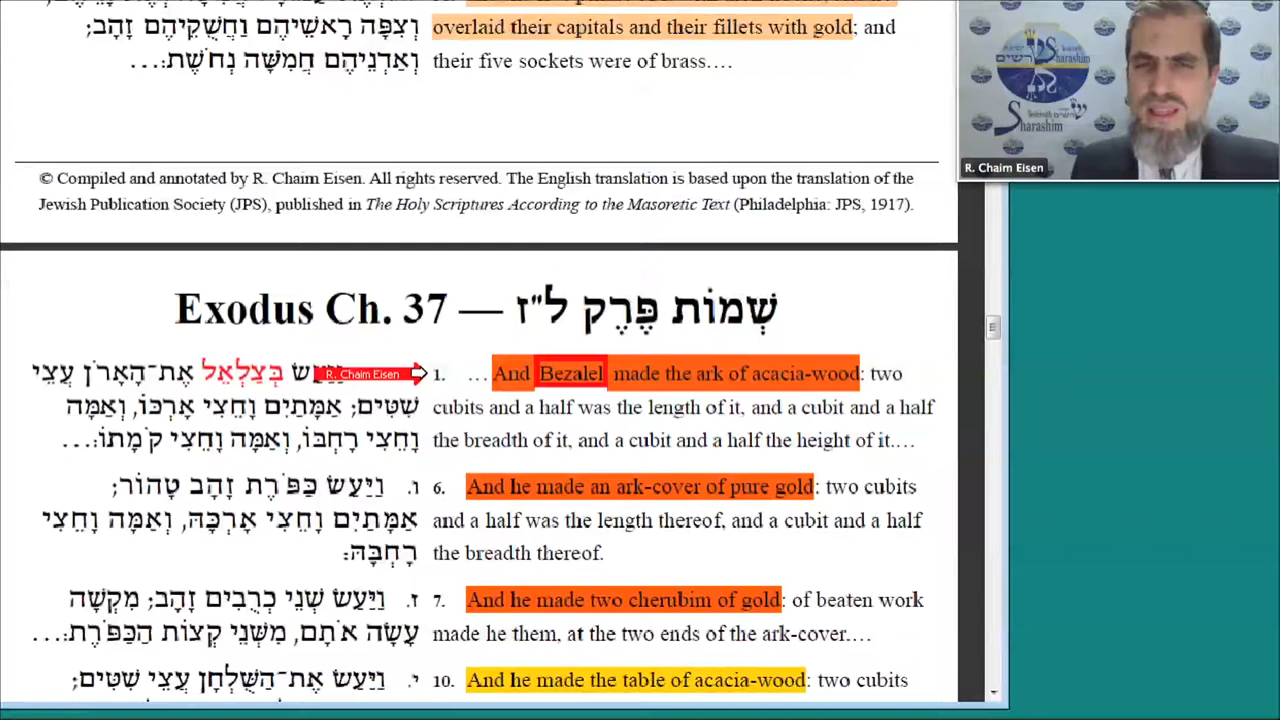 וְצִפָּה רָאשֵׁיהֶם וַחֲשֻׁקֵיהֶם זָהָב;
וְאַדְנֵיהֶם חֲמִשָּׁה נְחֹשֶׁת:...
overlaid their capitals and their fillets with gold; and
their five sockets were of brass....
Sharashim
שרשים
Sharashim
R. Chaim Eisen
© Compiled and annotated by R. Chaim Eisen. All rights reserved. The English translation is based upon the translation of the
Jewish Publication Society (JPS), published in The Holy Scriptures According to the Masoretic Text (Philadelphia: JPS, 1917).
Exodus Ch. 37 — שְׁמוֹת פֶּרֶק ל"ז
בְּצַלְאֵל אֶת־הָאָרֹן עֲצֵי
שִׁטִּים; אַמָּתַיִם וָחֵצִי אָרְכּוֹ, וְאַמָּה
וָחֵצִי רָחְבּוֹ, וְאַמָּה וָחֵצִי קֹמָתוֹ:...
R. Chaim Eisen
1. ...And Bezalel made the ark of acacia-wood: two
cubits and a half was the length of it, and a cubit and a half
the breadth of it, and a cubit and a half the height of it....
ו. וַיַּעַשׂ כַּפֹּרֶת זָהָב טָהוֹר;
אַמָּתַיִם וָחֵצִי אָרְכָּהּ, וְאַמָּה וָחֵצִי
רָחְבָּהּ:
6. And he made an ark-cover of pure gold: two cubits
and a half was the length thereof, and a cubit and a half
the breadth thereof.
ז. וַיַּעַשׂ שְׁנֵי כְרֻבִים זָהָב; מִקְשָׁה
עָשָׂה אֹתָם, מִשְּׁנֵי קְצוֹת הַכַּפֹּרֶת:...
7. And he made two cherubim of gold: of beaten work
made he them, at the two ends of the ark-cover....
י. וַיַּעַשׂ אֶת־הַשֻּׁלְחָן עֲצֵי שִׁטִּים;
10. And he made the table of acacia-wood: two cubits